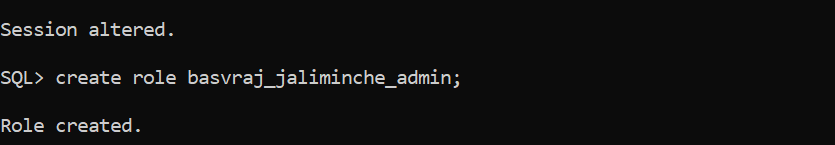 Session altered.
SQL> create role basvraj_jaliminche_admin;
Role created.